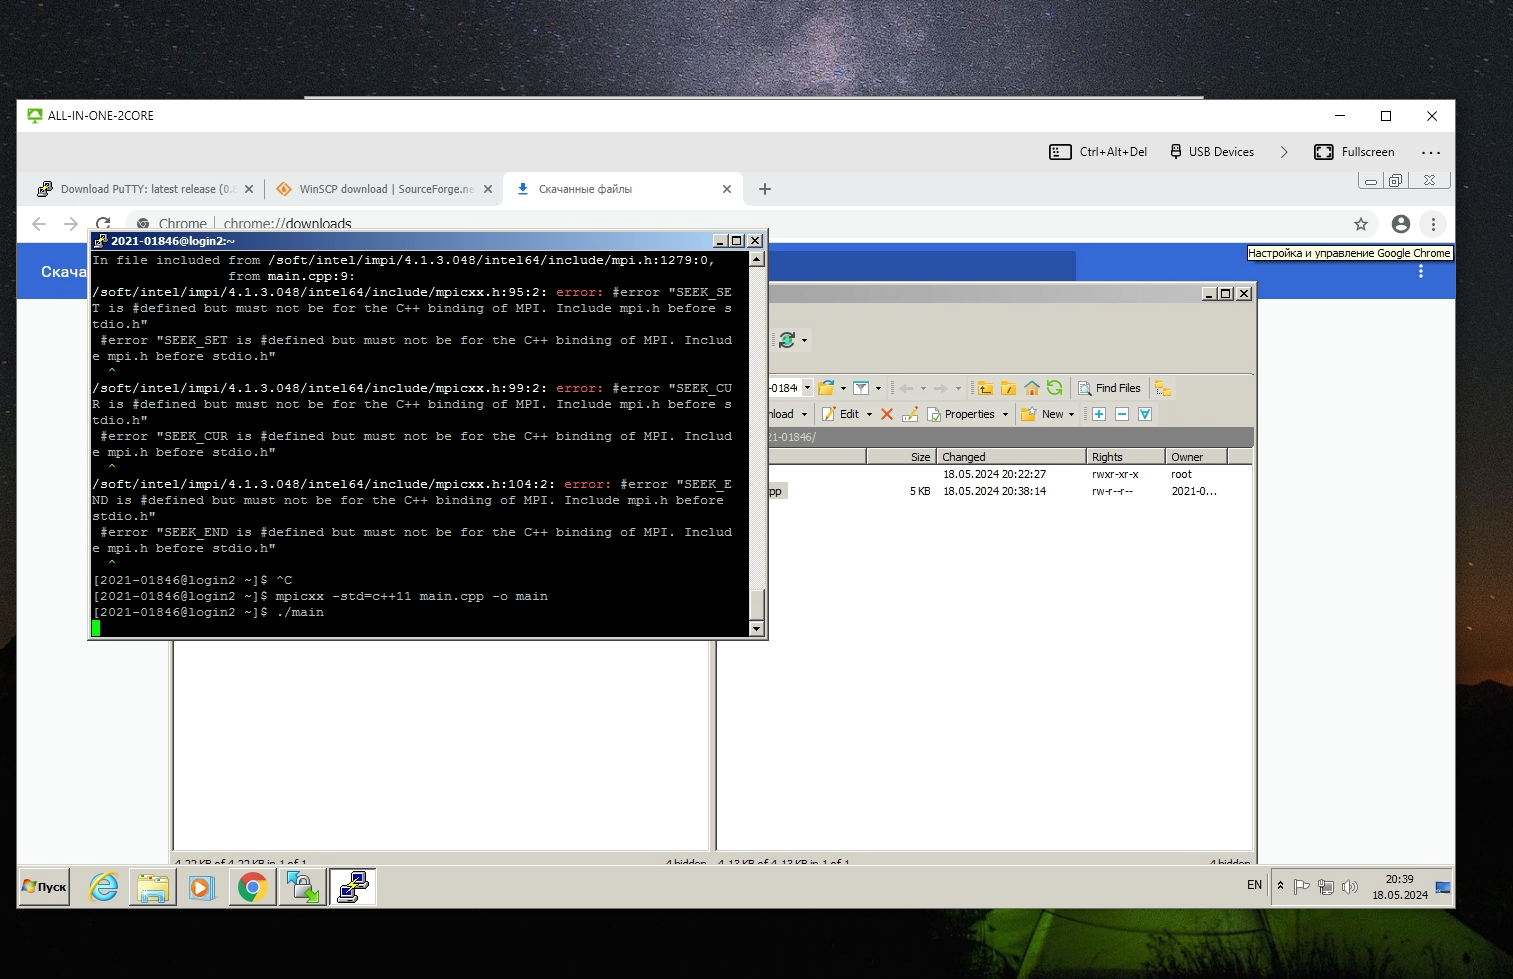 ALL-IN-ONE-2CORE
Ctrl+Alt+Del
USB Devices
Fullscreen
Download PuTTY: latest release (0.
WinSCP download | SourceForge.ne
Скачанные файлы
Chrome | chrome://downloads
Настройка и управление Google Chrome
Скача
2021-01846@login2:~
In file included from /soft/intel/impi/4.1.3.048/intel64/include/mpi.h:1279:0,
from main.cpp:9:
/soft/intel/impi/4.1.3.048/intel64/include/mpicxx.h:95:2: error: #error "SEEK_SE
T is #defined but must not be for the C++ binding of MPI. Include mpi.h before s
tdio.h"
#error "SEEK_SET is #defined but must not be for the C++ binding of MPI. Includ
e mpi.h before stdio.h"
^
/soft/intel/impi/4.1.3.048/intel64/include/mpicxx.h:99:2: error: #error "SEEK_CU
R is #defined but must not be for the C++ binding of MPI. Include mpi.h before s
tdio.h"
#error "SEEK_CUR is #defined but must not be for the C++ binding of MPI. Includ
e mpi.h before stdio.h"
^
/soft/intel/impi/4.1.3.048/intel64/include/mpicxx.h:104:2: error: #error "SEEK_E
ND is #defined but must not be for the C++ binding of MPI. Include mpi.h before
stdio.h"
#error "SEEK_END is #defined but must not be for the C++ binding of MPI. Includ
e mpi.h before stdio.h"
^
[2021-01846@login2 ~]$ ^C
[2021-01846@login2 ~]$ mpicxx -std=c++11 main.cpp -o main
[2021-01846@login2 ~]$ ./main
-0184
Find Files
nload
Edit
Properties
New
21-01846/
Size
Changed
Rights
Owner
18.05.2024 20:22:27
rwxr-xr-x
root
pp
5 KB
18.05.2024 20:38:14
rw-r--r--
2021-0...
4,22 KB of 4,22 KB in 1 of 1
4 hidden
4,13 KB of 4,13 KB in 1 of 1
4 hidden
Пуск
EN
20:39
18.05.2024